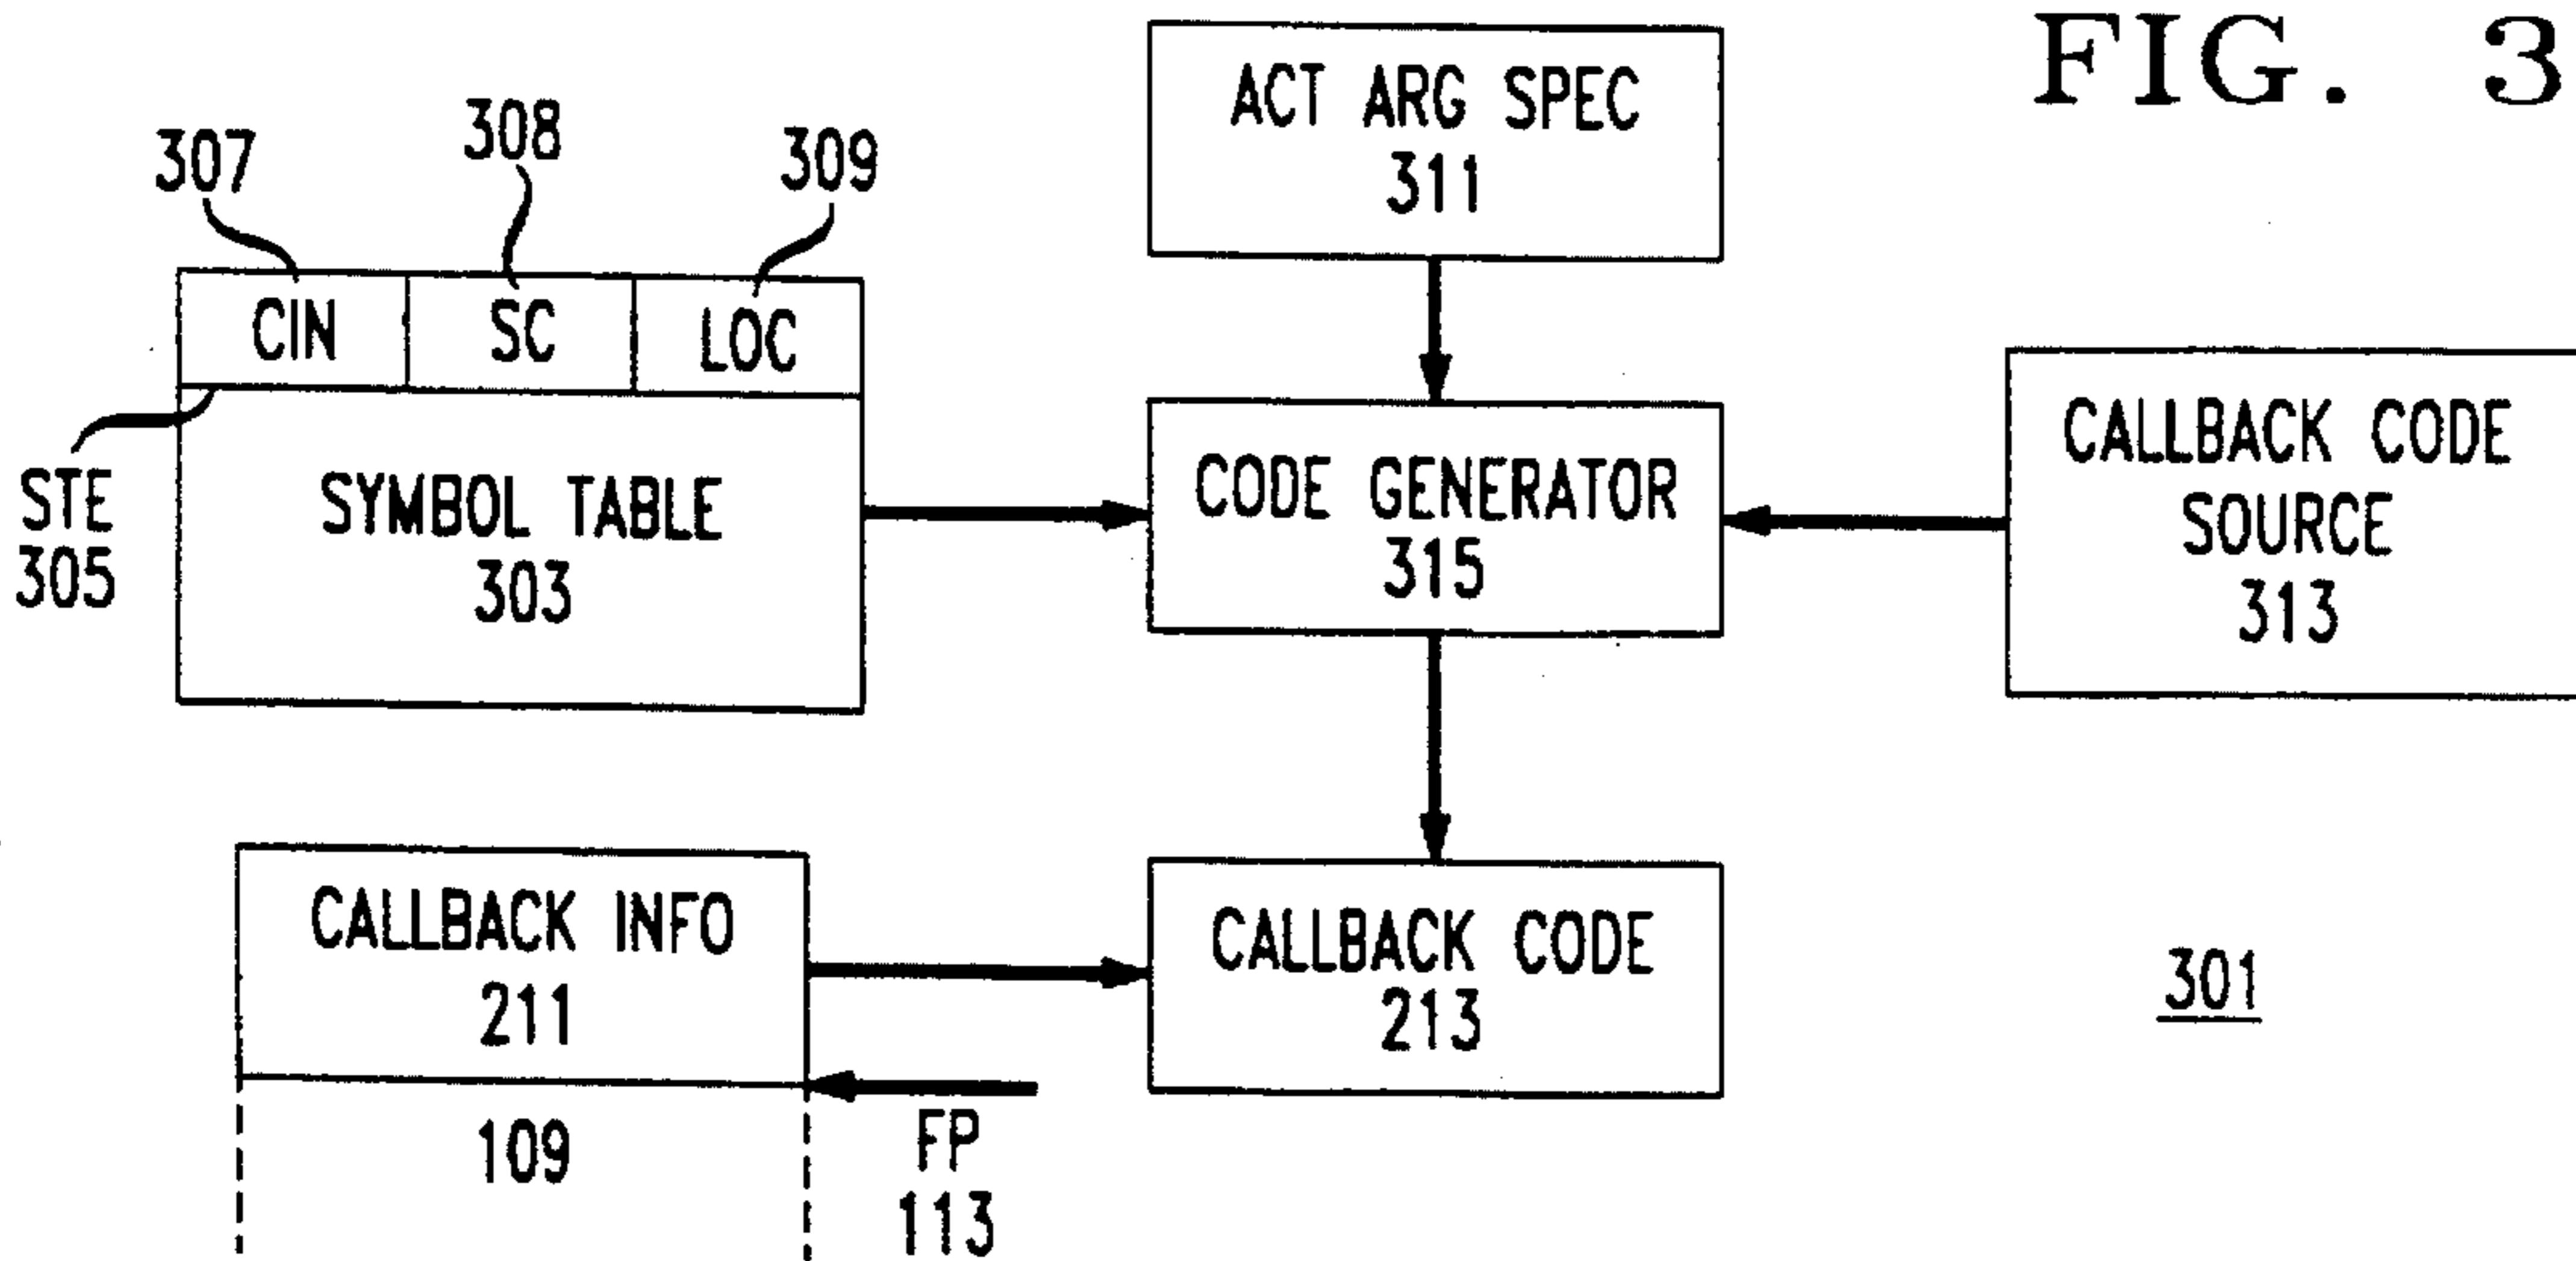 FIG. 3
ACT ARG SPEC
311
307
308
309
CIN
SC
LOC
STE
305
SYMBOL TABLE
303
CODE GENERATOR
315
CALLBACK CODE
SOURCE
313
CALLBACK INFO
211
CALLBACK CODE
213
301
109
FP
113